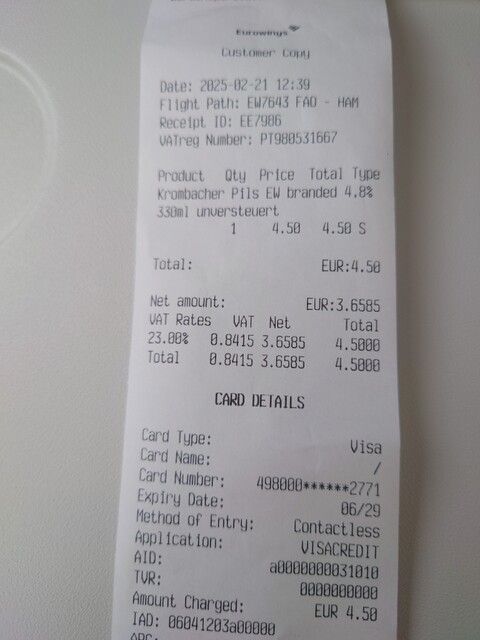 Eurowings
Customer Copy
Date: 2025-02-21 12:39
Flight Path: EW7643 FAO - HAM
Receipt ID: EE7986
VATreg Number: PT980531667
Product Qty Price Total Type
Krombacher Pils EW branded 4,8%
330ml unversteuert
1 4.50 4.50 S
Total: EUR:4.50
Net amount: EUR:3.6585
VAT Rates VAT Net Total
23.00% 0.8415 3.6585 4.5000
Total 0.8415 3.6585 4.5000
CARD DETAILS
Card Type: Visa
Card Name: /
Card Number: 498000******2771
Expiry Date: 06/29
Method of Entry: Contactless
Application: VISACREDIT
AID: a0000000031010
TVR: 0000000000
Amount Charged: EUR 4.50
IAD: 06041203a00000